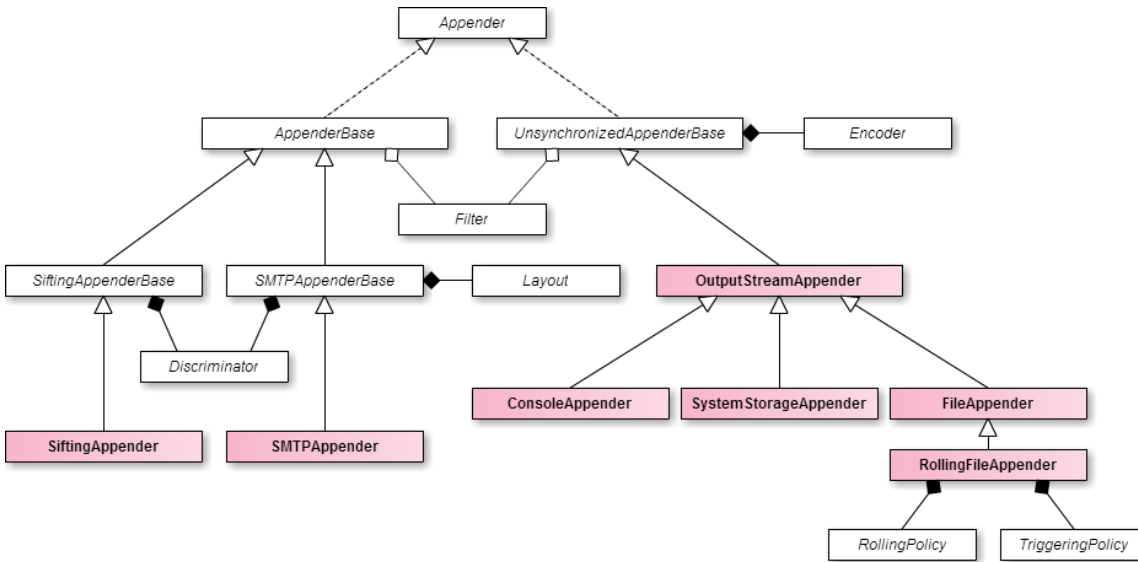 Appender
AppenderBase
UnsynchronizedAppenderBase
Encoder
Filter
SiftingAppenderBase
SMTPAppenderBase
Layout
OutputStreamAppender
Discriminator
ConsoleAppender
SystemStorageAppender
FileAppender
SiftingAppender
SMTPAppender
RollingFileAppender
RollingPolicy
TriggeringPolicy